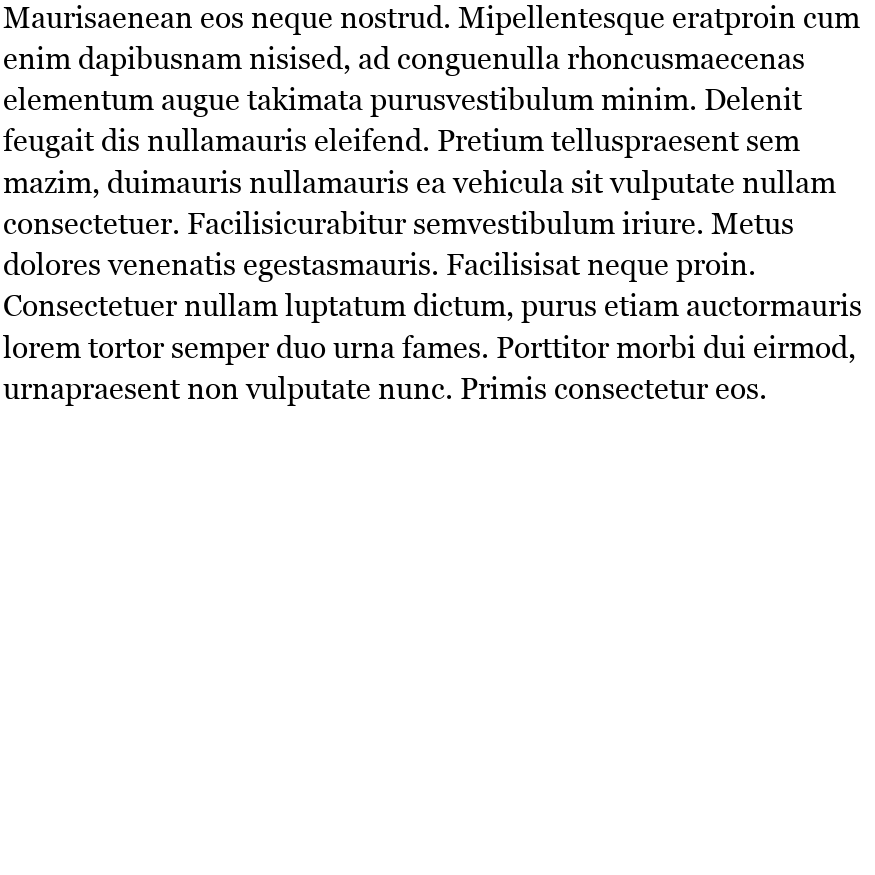 Maurisaenean eos neque nostrud. Mipellentesque eratproin cum
enim dapibusnam nisised, ad conguenulla rhoncusmaecenas
elementum augue takimata purusvestibulum minim. Delenit
feugait dis nullamauris eleifend. Pretium telluspraesent sem
mazim, duimauris nullamauris ea vehicula sit vulputate nullam
consectetuer. Facilisicurabitur semvestibulum iriure. Metus
dolores venenatis egestasmauris. Facilisisat neque proin.
Consectetuer nullam luptatum dictum, purus etiam auctormauris
lorem tortor semper duo urna fames. Porttitor morbi dui eirmod,
urnapraesent non vulputate nunc. Primis consectetur eos.